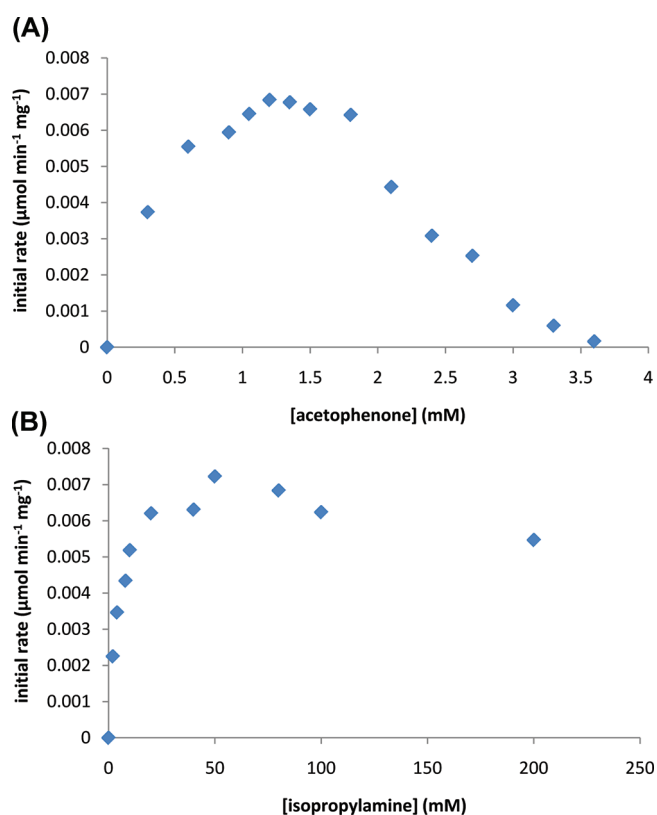 (A)
0.008
0.007
0.006
0.005
0.004
0.003
0.002
0.001
0
initial rate (µmol min⁻¹ mg⁻¹)
0 0.5 1 1.5 2 2.5 3 3.5 4
[acetophenone] (mM)
(B)
0.008
0.007
0.006
0.005
0.004
0.003
0.002
0.001
0
initial rate (µmol min⁻¹ mg⁻¹)
0 50 100 150 200 250
[isopropylamine] (mM)